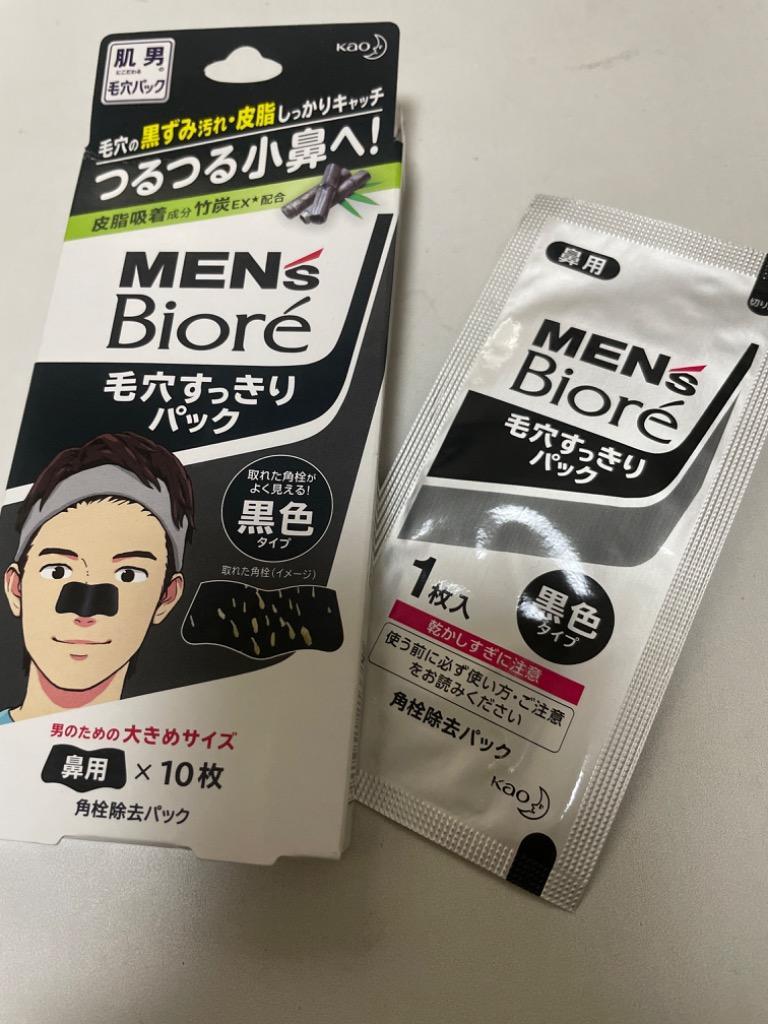 肌男の
にこだわる
毛穴パック
Kao
毛穴の黒ずみ汚れ・皮脂しっかりキャッチ
つるつる小鼻へ!
皮脂吸着成分竹炭EX*配合
MEN's
Bioré
毛穴すっきり
パック
取れた角栓が
よく見える!
黒色
タイプ
取れた角栓(イメージ)
男のための大きめサイズ
鼻用×10枚
角栓除去パック
鼻用
切り
MEN's
Bioré
毛穴すっきり
パック
1枚入
黒色
タイプ
乾かしすぎに注意
使う前に必ず使い方・ご注意
をお読みください
角栓除去パック
Kao